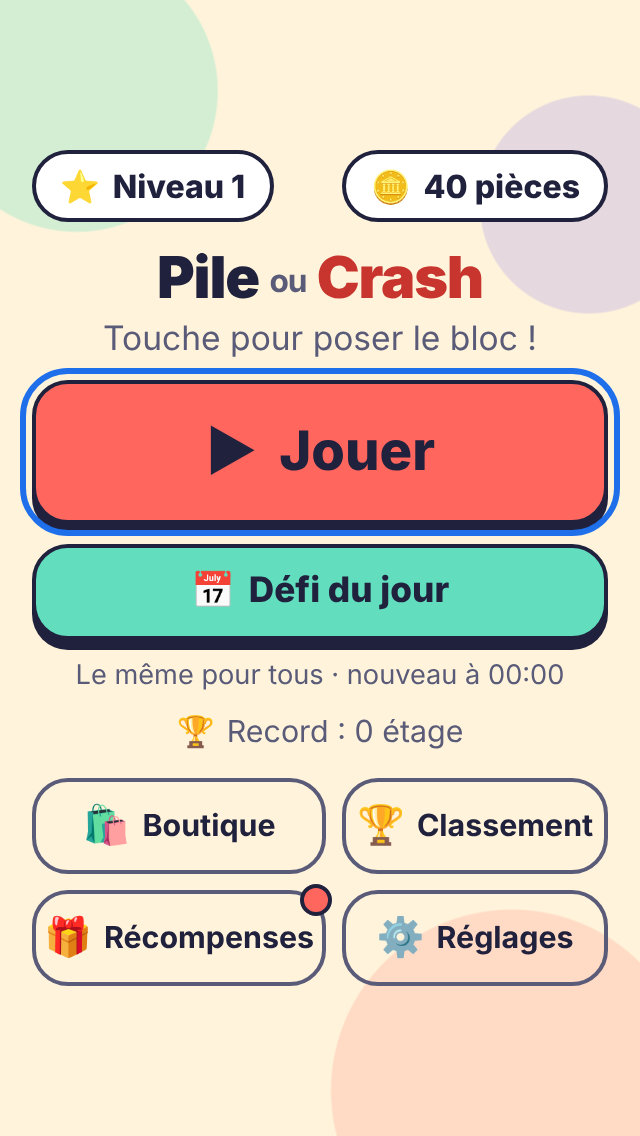 Niveau 1
40 pièces
Pile ou Crash
Touche pour poser le bloc !
Jouer
July 17 Défi du jour
Le même pour tous · nouveau à 00:00
Record : 0 étage
Boutique
Classement
Récompenses
Réglages